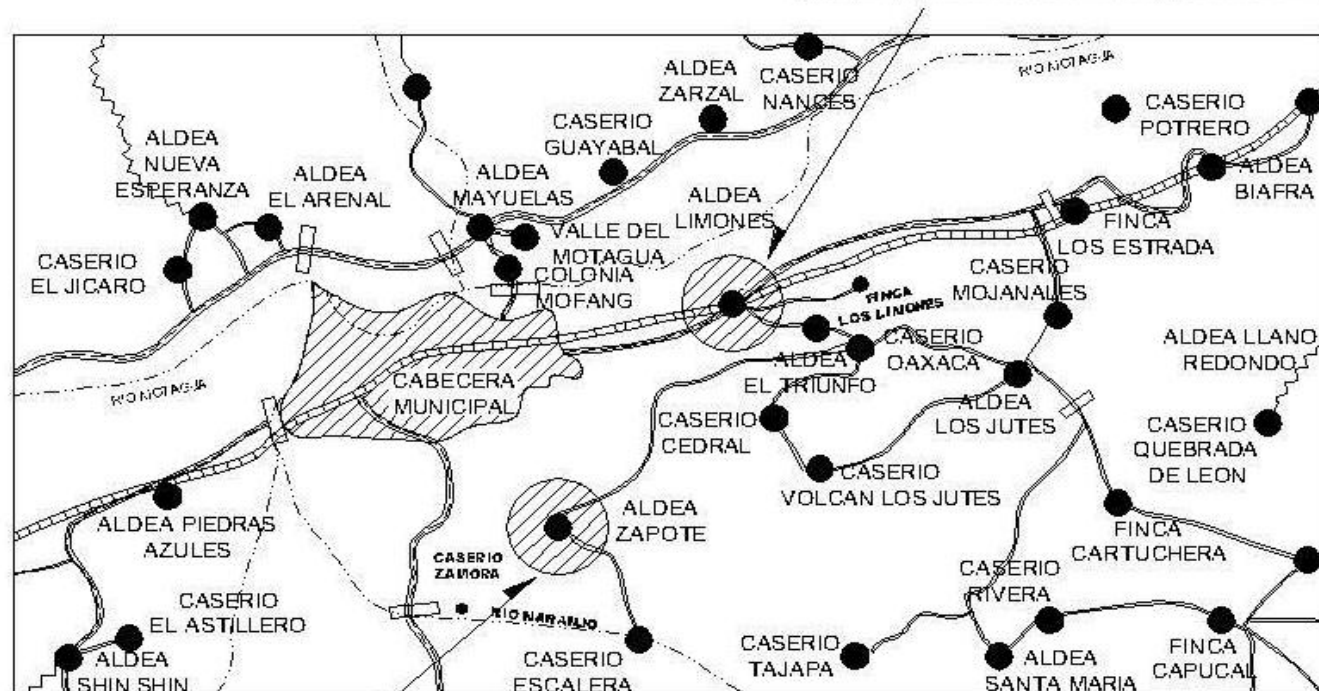 RIO MOTAGUA
ALDEA
ZARZAL
CASERIO
NANCES
CASERIO
POTRERO
CASERIO
GUAYABAL
ALDEA
NUEVA
ESPERANZA
ALDEA
EL ARENAL
ALDEA
MAYUELAS
ALDEA
LIMONES
ALDEA
BIAFRA
FINCA
LOS ESTRADA
VALLE DEL
MOTAGUA
CASERIO
EL JICARO
COLONIA
MOFANG
CASERIO
MOJANALES
FINCA
LOS LIMONES
CASERIO
OAXACA
ALDEA LLANO
REDONDO
RIO MOTAGUA
CABECERA
MUNICIPAL
ALDEA
EL TRIUNFO
ALDEA
LOS JUTES
CASERIO
CEDRAL
CASERIO
QUEBRADA
DE LEON
CASERIO
VOLCAN LOS JUTES
ALDEA PIEDRAS
AZULES
ALDEA
ZAPOTE
FINCA
CARTUCHERA
CASERIO
ZAMORA
RIO NARANJO
CASERIO
RIVERA
CASERIO
EL ASTILLERO
ALDEA
SHIN SHIN
CASERIO
ESCALERA
CASERIO
TAJAPA
ALDEA
SANTA MARIA
FINCA
CAPUCAL